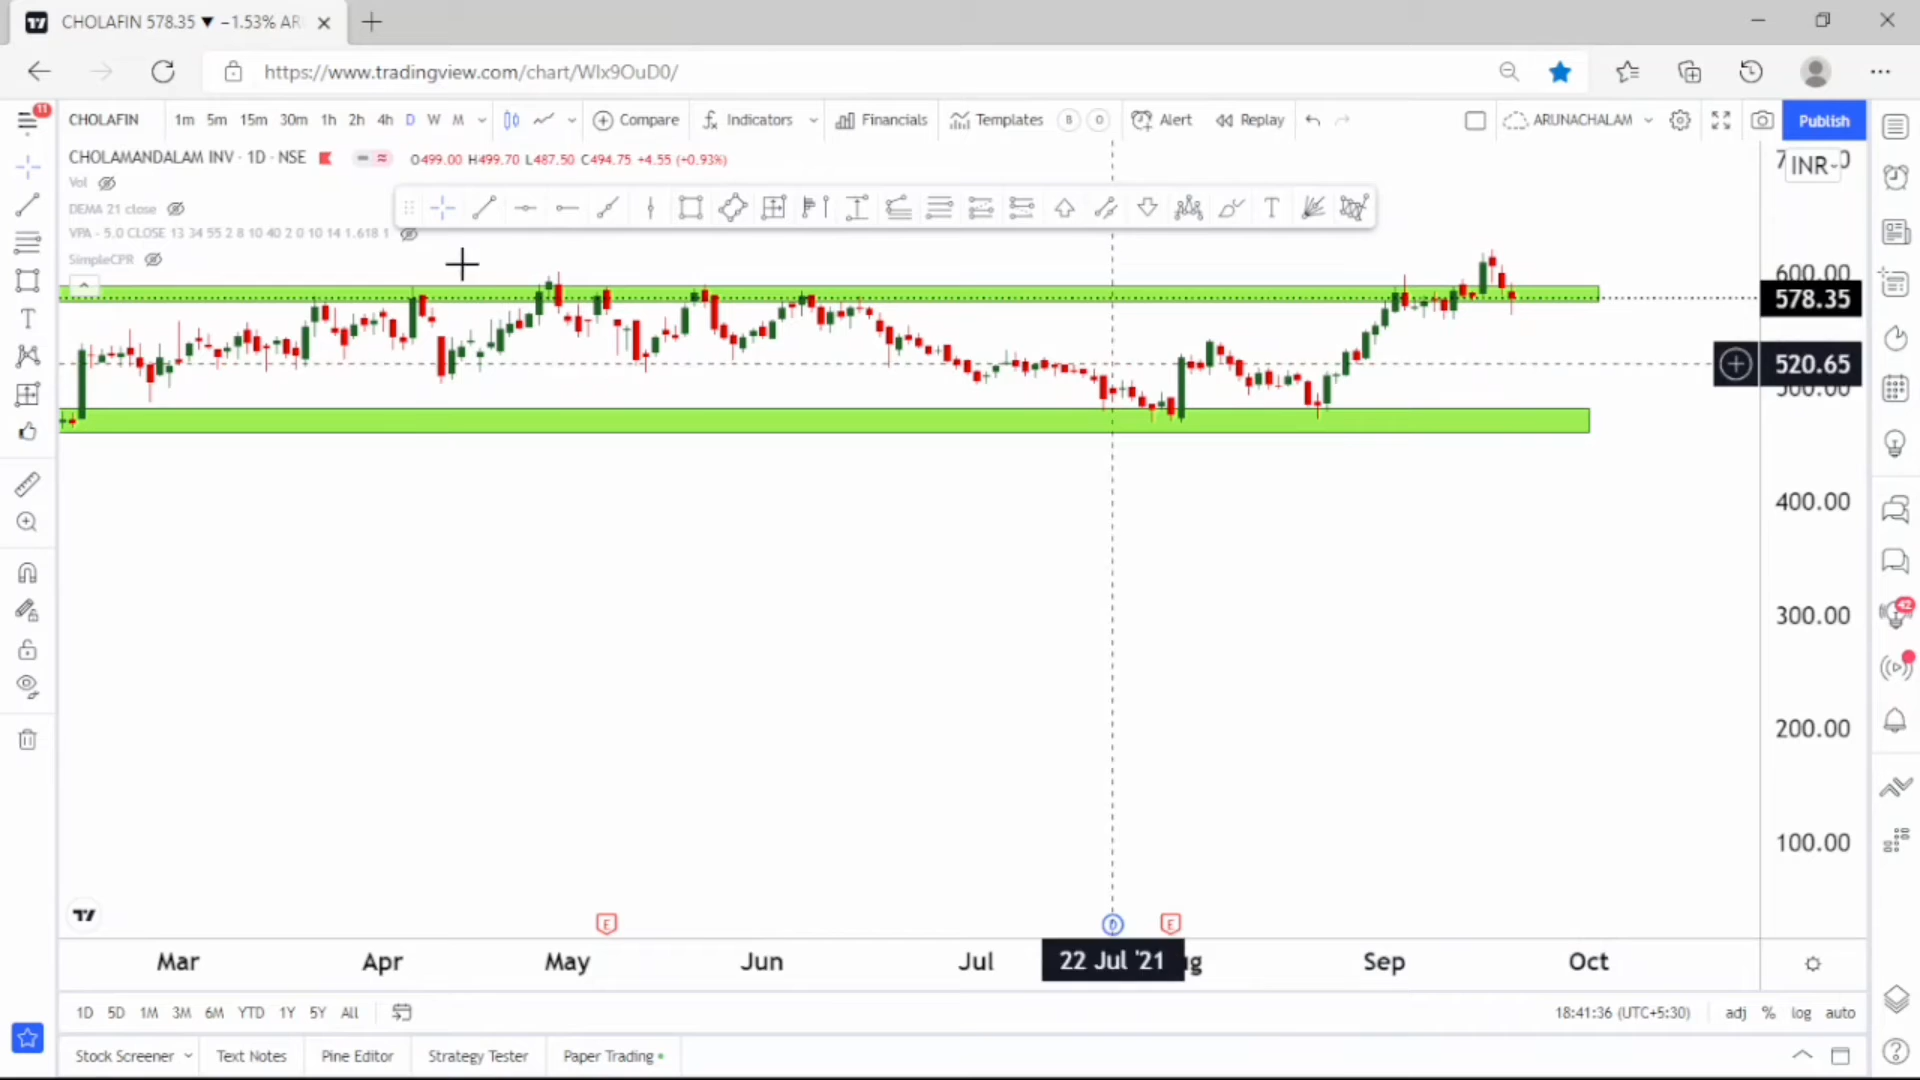 CHOLAFIN 578.35 ▼ −1.53% AR
https://www.tradingview.com/chart/WIx9OuD0/
11
CHOLAFIN 1m 5m 15m 30m 1h 2h 4h D W M Compare Indicators Financials Templates B O Alert Replay ARUNACHALAM Publish
CHOLAMANDALAM INV · 1D · NSE O499.00 H499.70 L487.50 C494.75 +4.55 (+0.93%)
INR
Vol
DEMA 21 close
VPA - 5.0 CLOSE 13 34 55 2 8 10 40 2 0 10 14 1.618 1
SimpleCPR
600.00
578.35
520.65
500.00
400.00
300.00
200.00
100.00
42
E D E
Mar Apr May Jun Jul 22 Jul '21 Sep Oct
1D 5D 1M 3M 6M YTD 1Y 5Y All 18:41:36 (UTC+5:30) adj % log auto
Stock Screener Text Notes Pine Editor Strategy Tester Paper Trading